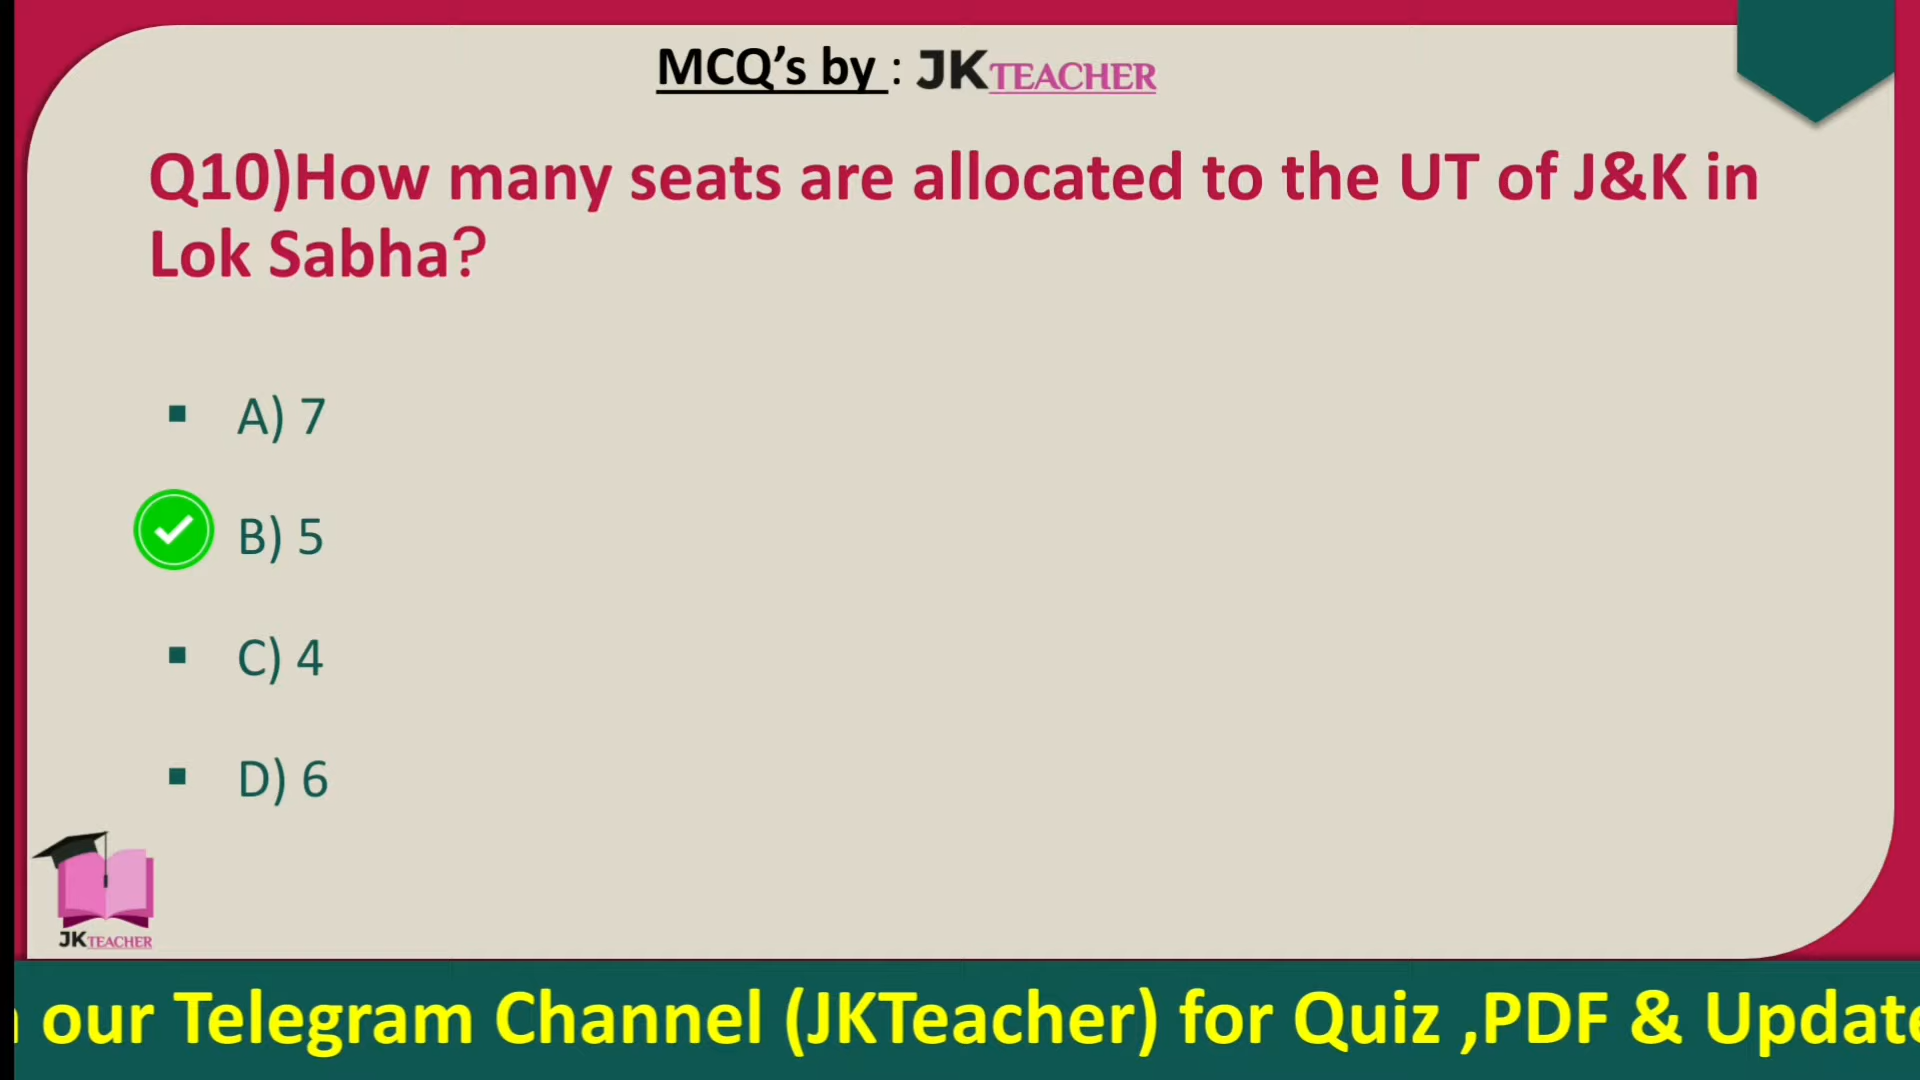 MCQ’s by : JKTEACHER
Q10)How many seats are allocated to the UT of J&K in
Lok Sabha?
A) 7
B) 5
C) 4
D) 6
JKTEACHER
our Telegram Channel (JKTeacher) for Quiz ,PDF & Update